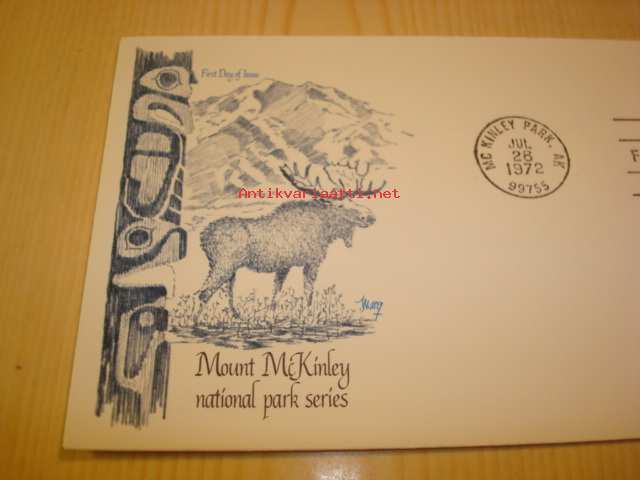 First Day of Issue
MC KINLEY PARK, AK
JUL
28
1972
99755
Antikvariaatti.net
Mount McKinley
national park series